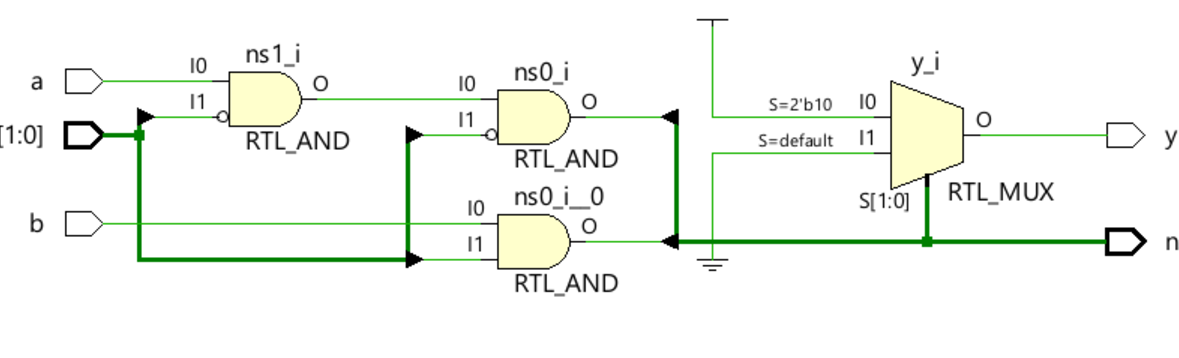 a
[1:0]
b
I0
I1
ns1_i
O
RTL_AND
I0
I1
ns0_i
O
RTL_AND
ns0_i__0
I0
I1
O
RTL_AND
y_i
S=2'b10
I0
S=default
I1
O
S[1:0]
RTL_MUX
y
n